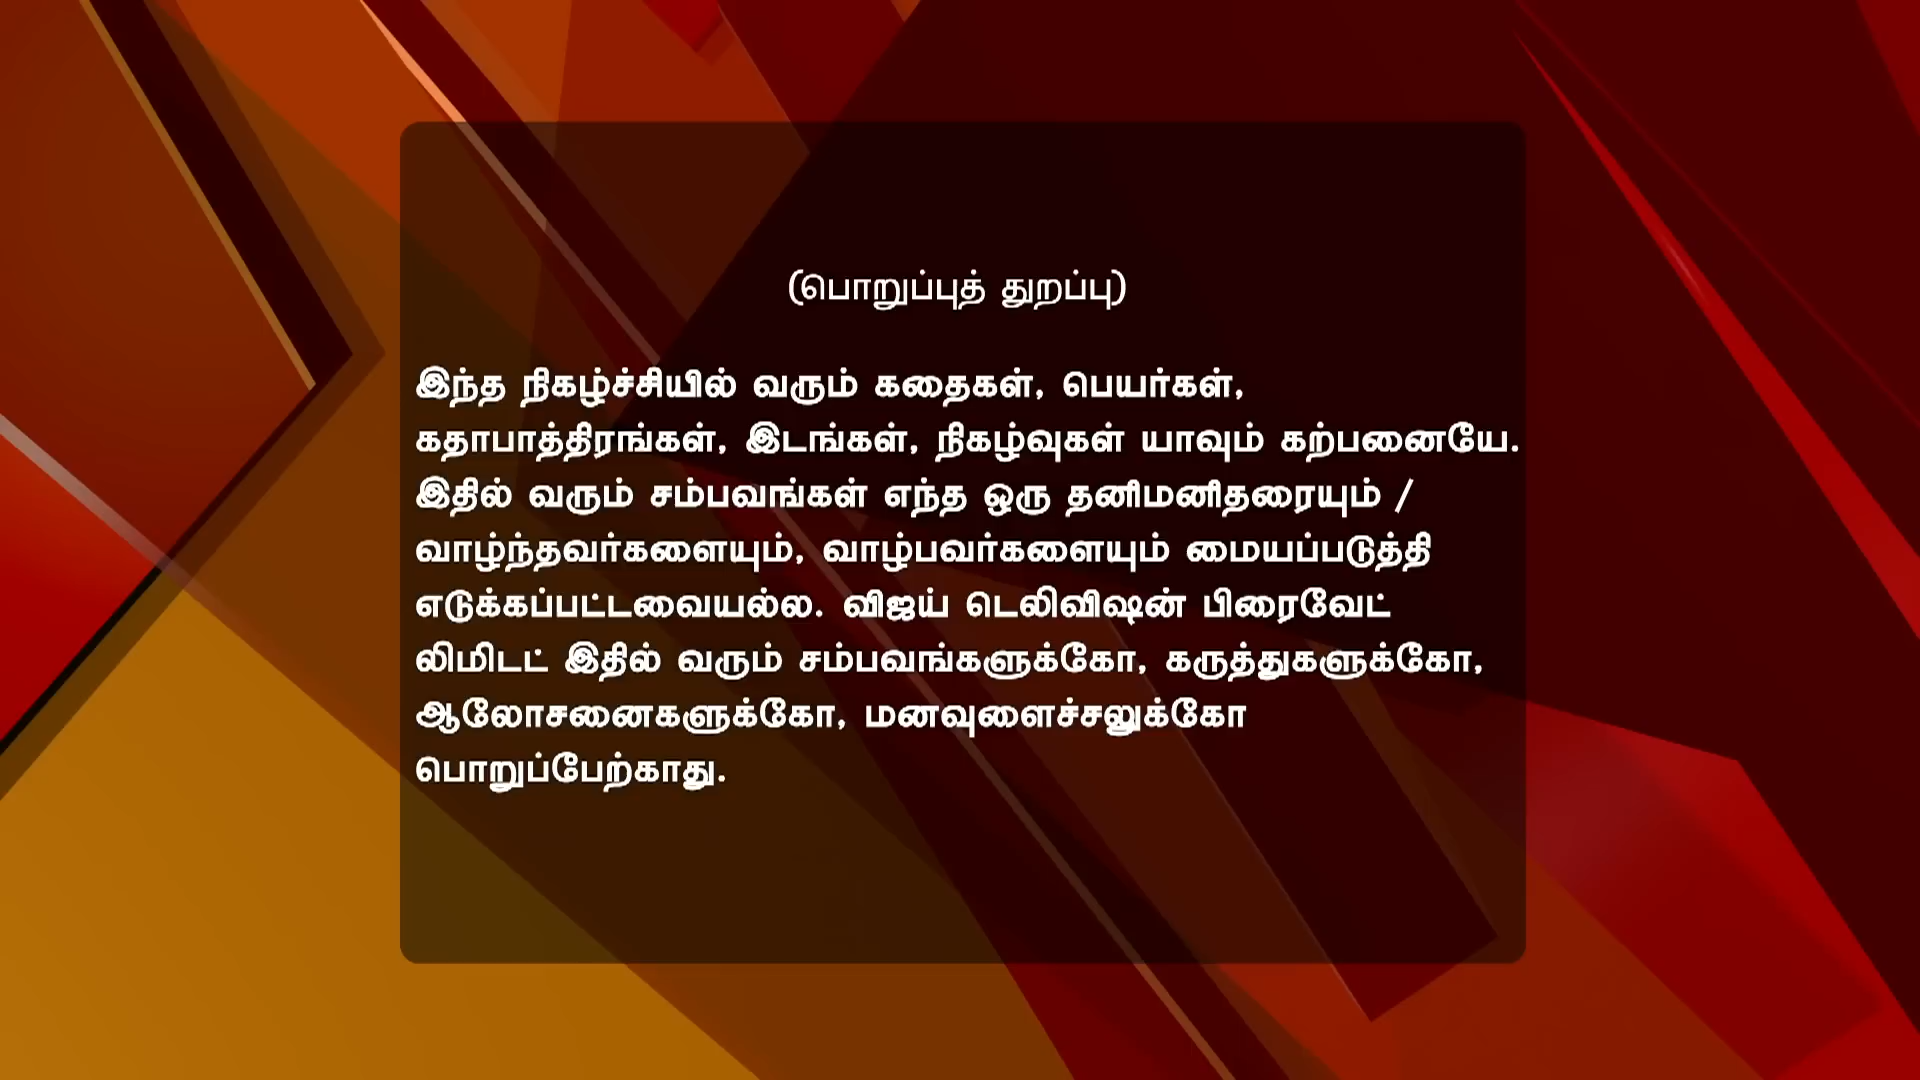 (பொறுப்புத் துறப்பு)
இந்த நிகழ்ச்சியில் வரும் கதைகள், பெயர்கள்,
கதாபாத்திரங்கள், இடங்கள், நிகழ்வுகள் யாவும் கற்பனையே.
இதில் வரும் சம்பவங்கள் எந்த ஒரு தனிமனிதரையும் /
வாழ்ந்தவர்களையும், வாழ்பவர்களையும் மையப்படுத்தி
எடுக்கப்பட்டவையல்ல. விஜய் டெலிவிஷன் பிரைவேட்
லிமிடட் இதில் வரும் சம்பவங்களுக்கோ, கருத்துகளுக்கோ,
ஆலோசனைகளுக்கோ, மனவுளைச்சலுக்கோ
பொறுப்பேற்காது.